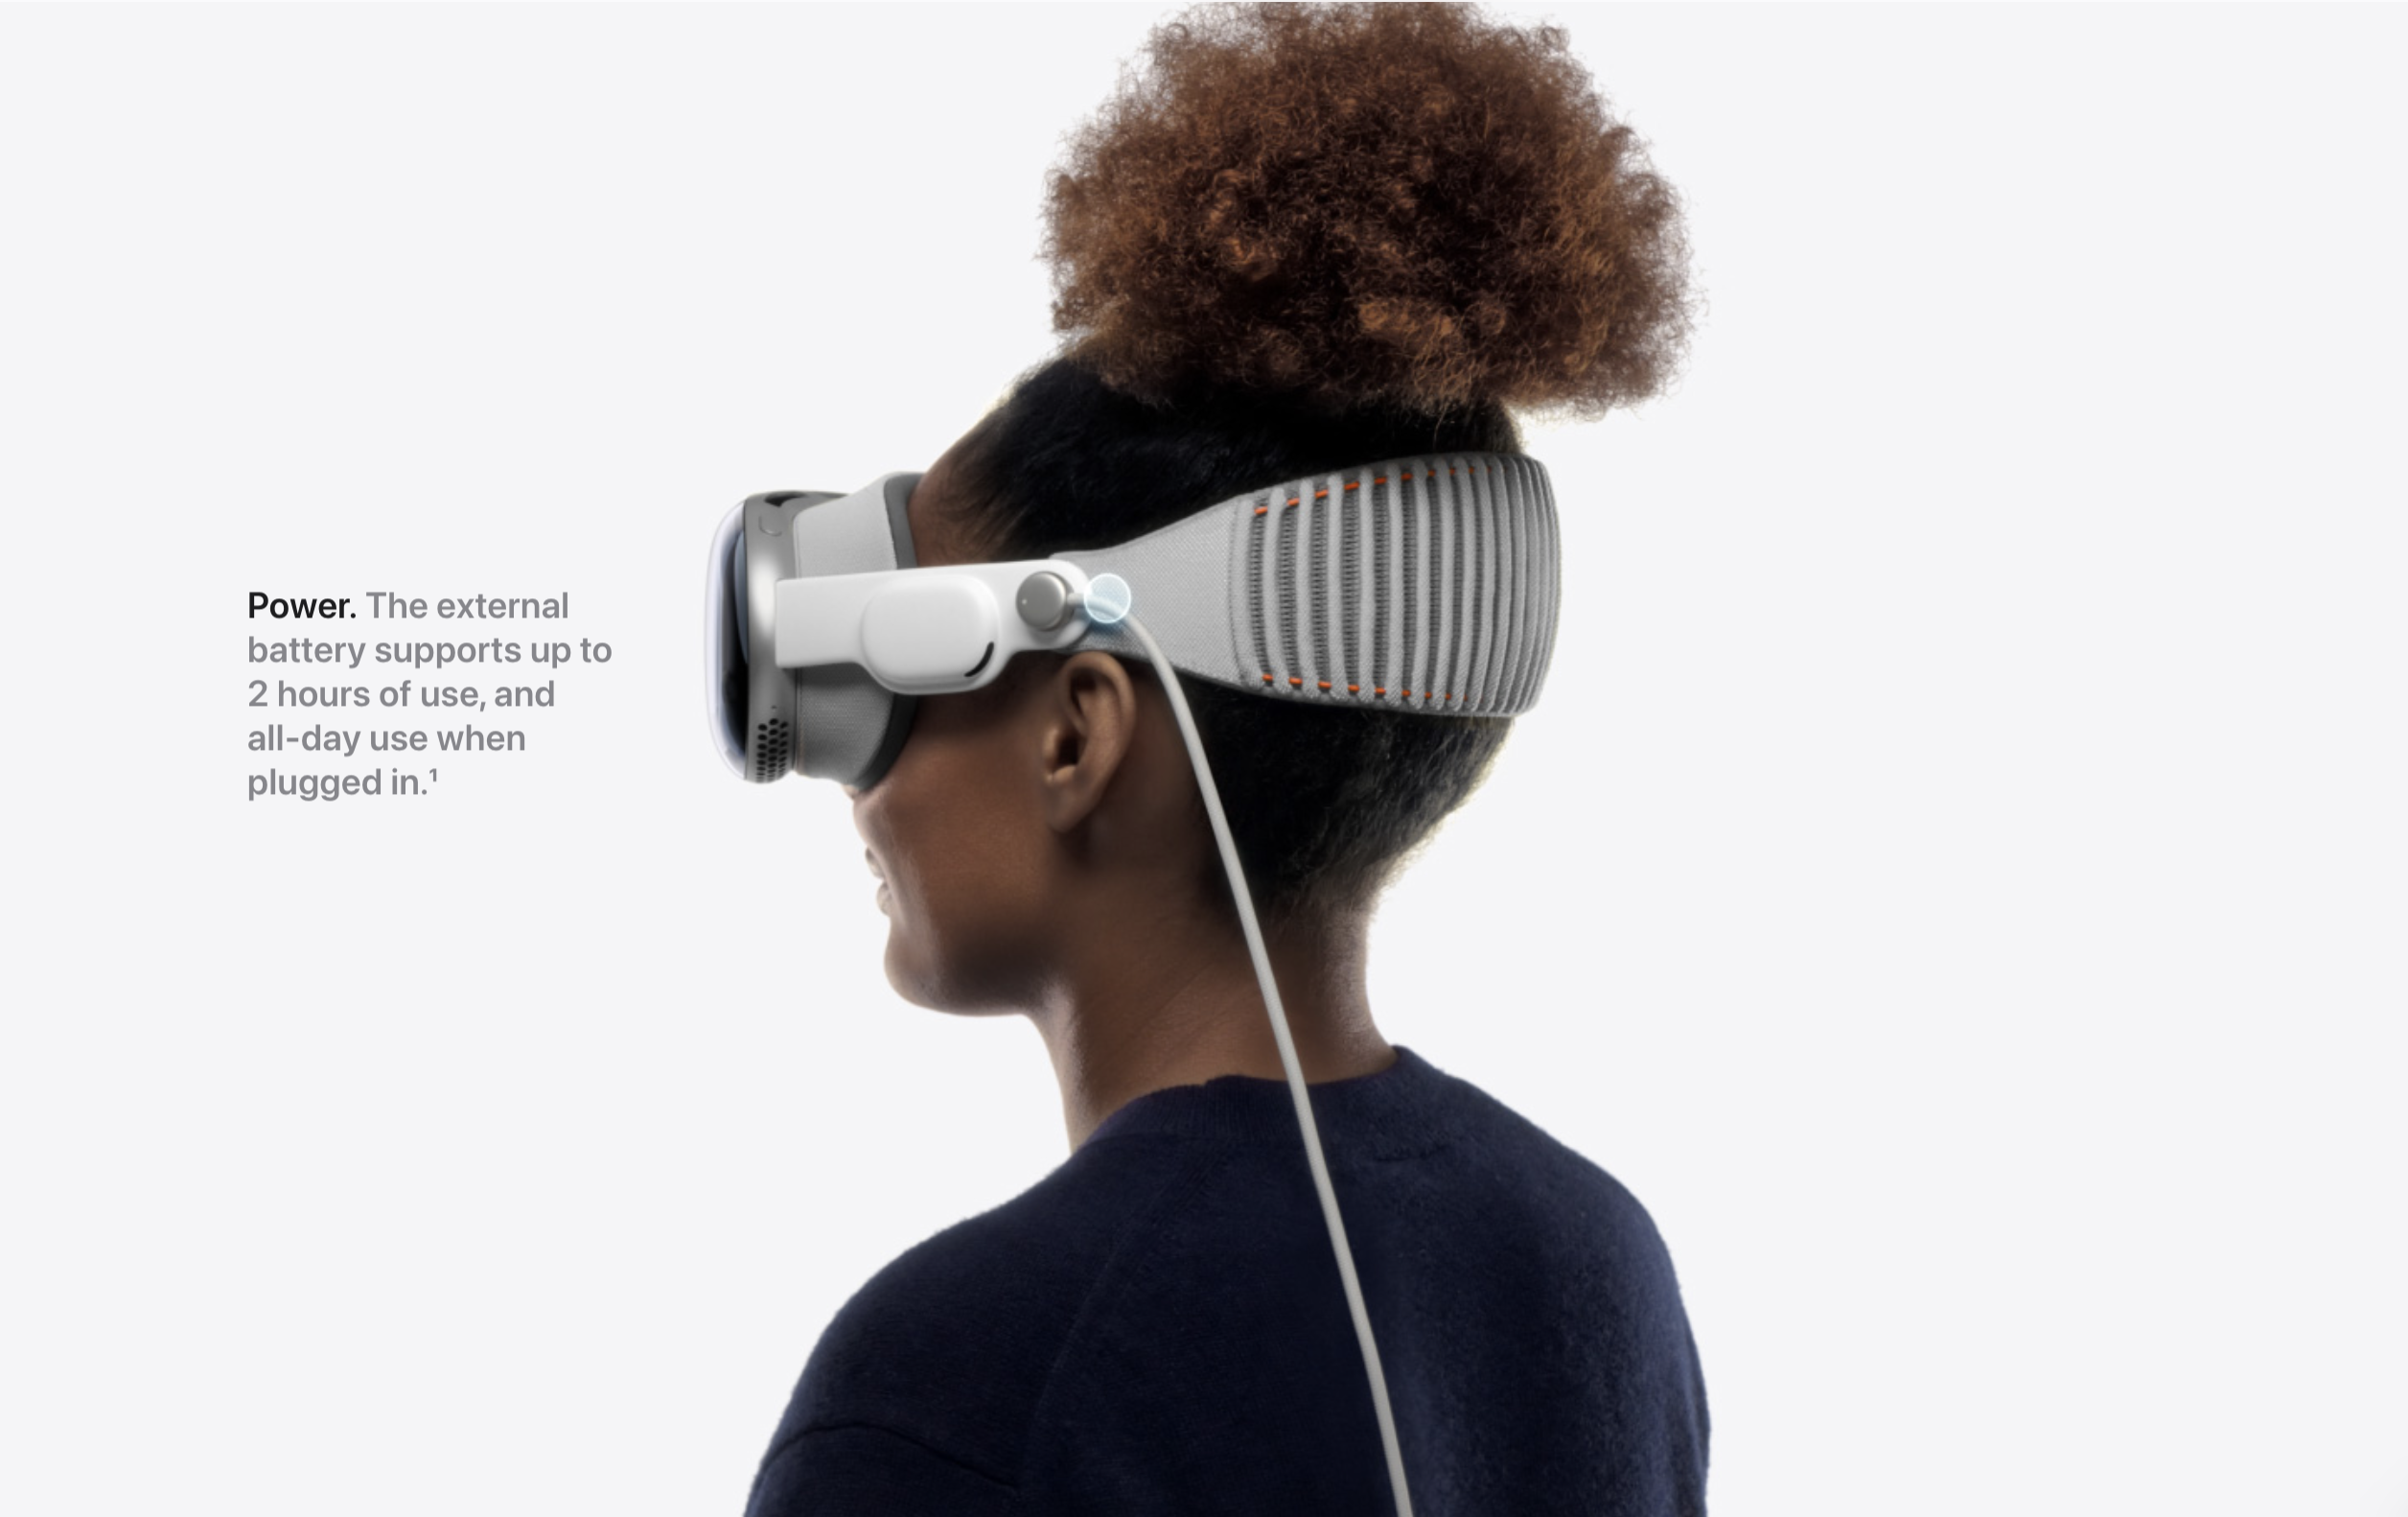 Power. The external
battery supports up to
2 hours of use, and
all-day use when
plugged in.¹